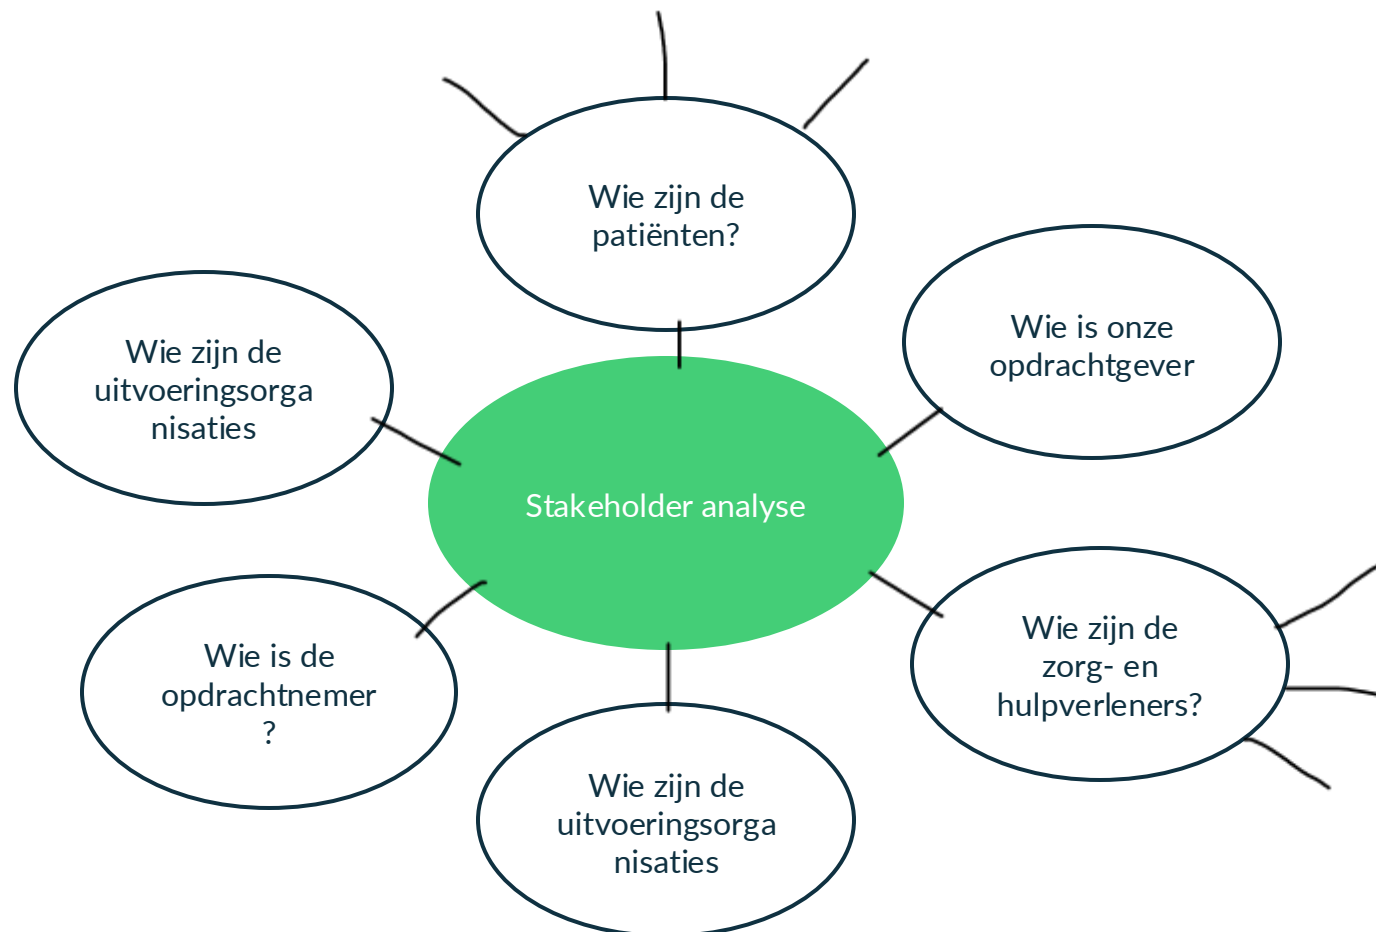 Wie zijn de
patiënten?
Wie is onze
opdrachtgever
Wie zijn de
uitvoeringsorga
nisaties
Stakeholder analyse
Wie zijn de
zorg- en
hulpverleners?
Wie is de
opdrachtnemer
?
Wie zijn de
uitvoeringsorga
nisaties